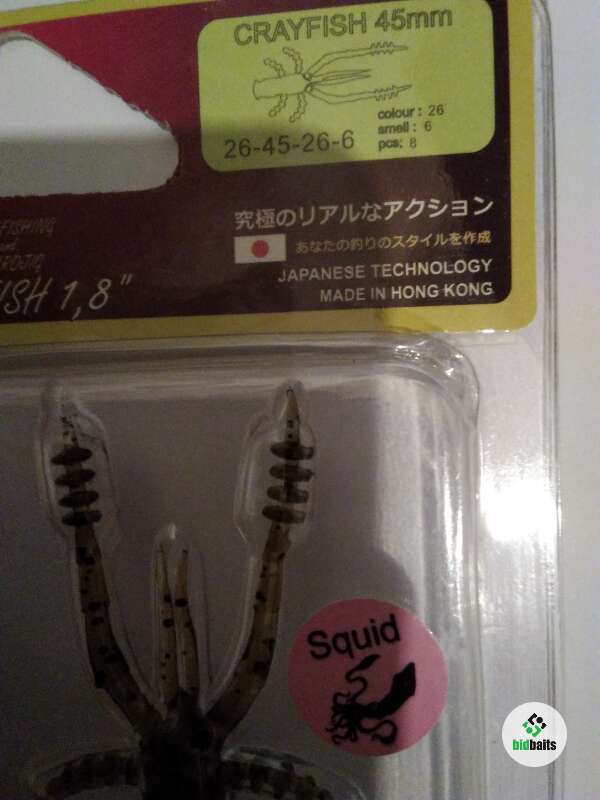 CRAYFISH 45mm
colour: 26
26-45-26-6
smell: 6
pcs: 8
究極のリアルなアクション
あなたの釣りのスタイルを作成
FISHING
JAPANESE TECHNOLOGY
ISH 1,8"
MADE IN HONG KONG
Squid
bidbaits